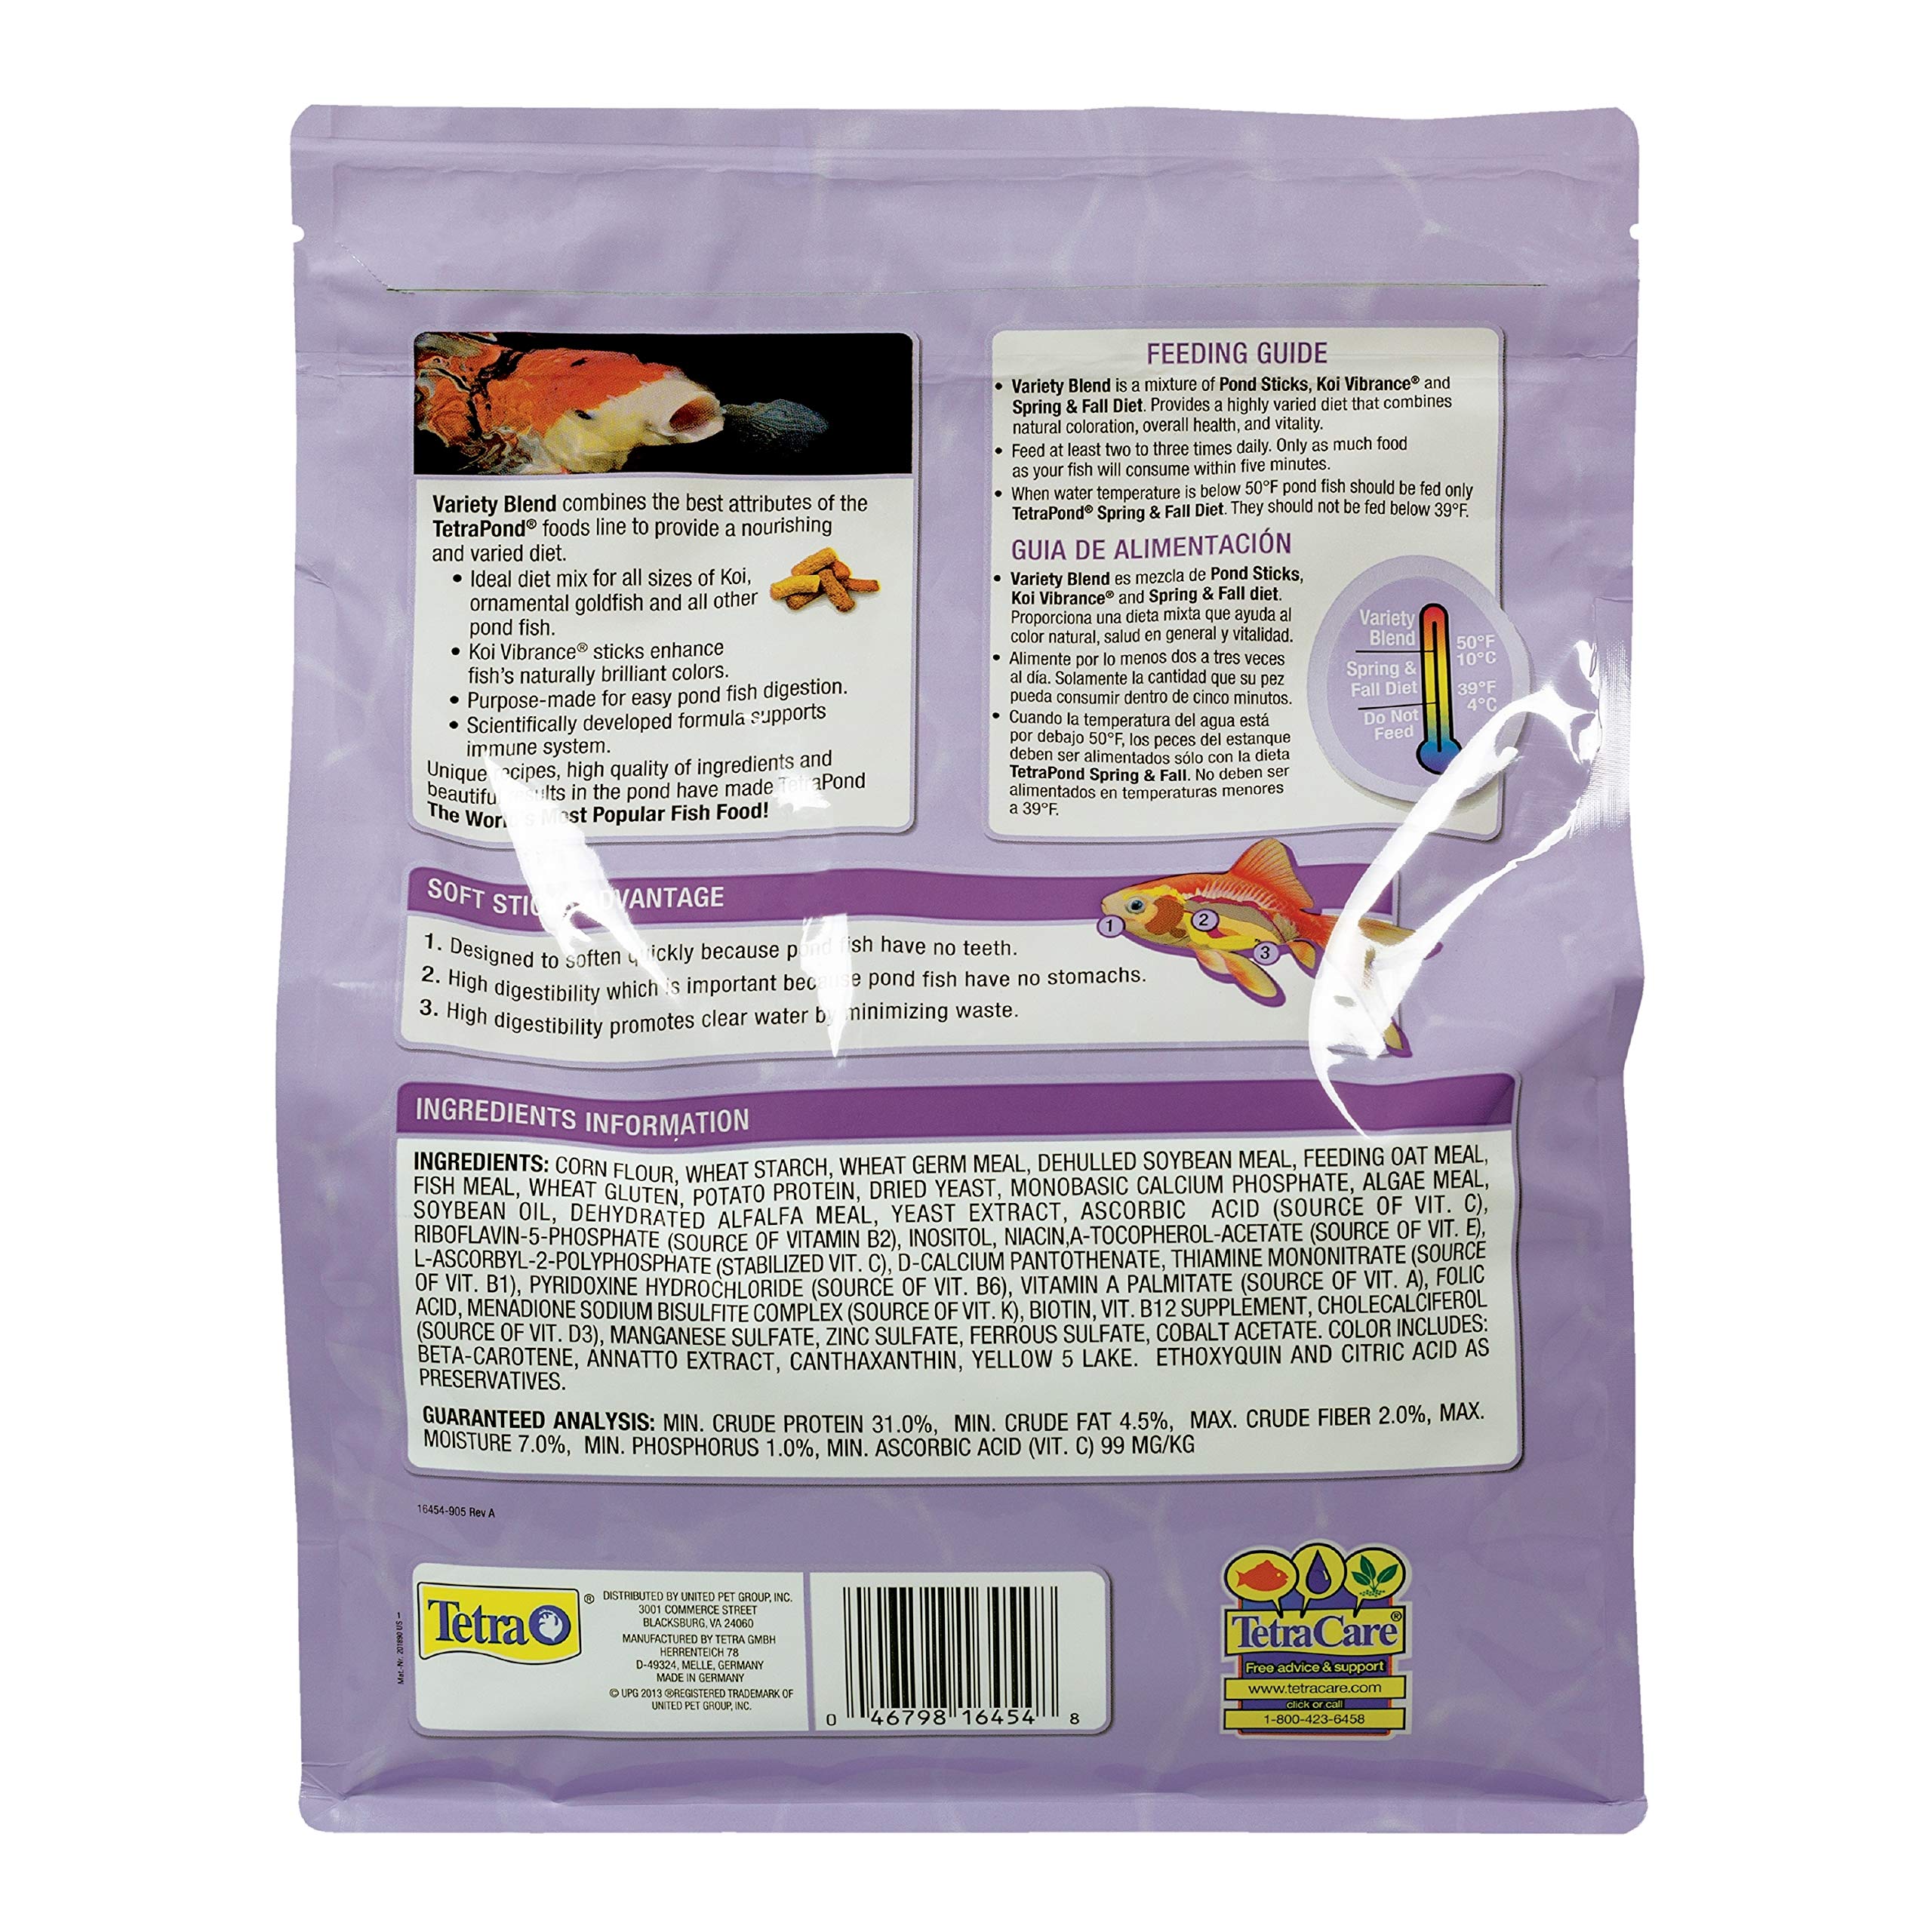 Variety Blend combines the best attributes of the
TetraPond® foods line to provide a nourishing
and varied diet.
• Ideal diet mix for all sizes of Koi,
ornamental goldfish and all other
pond fish.
• Koi Vibrance® sticks enhance
fish's naturally brilliant colors.
• Purpose-made for easy pond fish digestion.
• Scientifically developed formula supports
immune system.
Unique recipes, high quality of ingredients and
beautiful results in the pond have made TetraPond
The World's Most Popular Fish Food!
FEEDING GUIDE
• Variety Blend is a mixture of Pond Sticks, Koi Vibrance® and
Spring & Fall Diet. Provides a highly varied diet that combines
natural coloration, overall health, and vitality.
• Feed at least two to three times daily. Only as much food
as your fish will consume within five minutes.
• When water temperature is below 50°F pond fish should be fed only
TetraPond® Spring & Fall Diet. They should not be fed below 39°F.
GUIA DE ALIMENTACIÓN
• Variety Blend es mezcla de Pond Sticks,
Koi Vibrance® and Spring & Fall diet.
Proporciona una dieta mixta que ayuda al
color natural, salud en general y vitalidad.
• Alimente por lo menos dos a tres veces
al día. Solamente la cantidad que su pez
pueda consumir dentro de cinco minutos.
• Cuando la temperatura del agua está
por debajo 50°F, los peces del estanque
deben ser alimentados sólo con la dieta
TetraPond Spring & Fall. No deben ser
alimentados en temperaturas menores
a 39°F.
Variety
Blend
50°F
10°C
Spring &
Fall Diet
39°F
4°C
Do Not
Feed
SOFT ADVANTAGE
1. Designed to soften quickly because pond fish have no teeth.
2. High digestibility which is important because pond fish have no stomachs.
3. High digestibility promotes clear water by minimizing waste.
1
2
3
INGREDIENTS INFORMATION
INGREDIENTS: CORN FLOUR, WHEAT STARCH, WHEAT GERM MEAL, DEHULLED SOYBEAN MEAL, FEEDING OAT MEAL,
FISH MEAL, WHEAT GLUTEN, POTATO PROTEIN, DRIED YEAST, MONOBASIC CALCIUM PHOSPHATE, ALGAE MEAL,
SOYBEAN OIL, DEHYDRATED ALFALFA MEAL, YEAST EXTRACT, ASCORBIC ACID (SOURCE OF VIT. C),
RIBOFLAVIN-5-PHOSPHATE (SOURCE OF VITAMIN B2), INOSITOL, NIACIN,A-TOCOPHEROL-ACETATE (SOURCE OF VIT. E),
L-ASCORBYL-2-POLYPHOSPHATE (STABILIZED VIT. C), D-CALCIUM PANTOTHENATE, THIAMINE MONONITRATE (SOURCE
OF VIT. B1), PYRIDOXINE HYDROCHLORIDE (SOURCE OF VIT. B6), VITAMIN A PALMITATE (SOURCE OF VIT. A), FOLIC
ACID, MENADIONE SODIUM BISULFITE COMPLEX (SOURCE OF VIT. K), BIOTIN, VIT. B12 SUPPLEMENT, CHOLECALCIFEROL
(SOURCE OF VIT. D3), MANGANESE SULFATE, ZINC SULFATE, FERROUS SULFATE, COBALT ACETATE. COLOR INCLUDES:
BETA-CAROTENE, ANNATTO EXTRACT, CANTHAXANTHIN, YELLOW 5 LAKE. ETHOXYQUIN AND CITRIC ACID AS
PRESERVATIVES.
GUARANTEED ANALYSIS: MIN. CRUDE PROTEIN 31.0%, MIN. CRUDE FAT 4.5%, MAX. CRUDE FIBER 2.0%, MAX.
MOISTURE 7.0%, MIN. PHOSPHORUS 1.0%, MIN. ASCORBIC ACID (VIT. C) 99 MG/KG
16454-905 Rev A
Mat.-Nr. 201890 US 1
Tetra ®
DISTRIBUTED BY UNITED PET GROUP, INC.
3001 COMMERCE STREET
BLACKSBURG, VA 24060
MANUFACTURED BY TETRA GMBH
HERRENTEICH 78
D-49324, MELLE, GERMANY
MADE IN GERMANY
© UPG 2013 ®REGISTERED TRADEMARK OF
UNITED PET GROUP, INC.
0 46798 16454 8
TetraCare®
Free advice & support
www.tetracare.com
click or call
1-800-423-6458